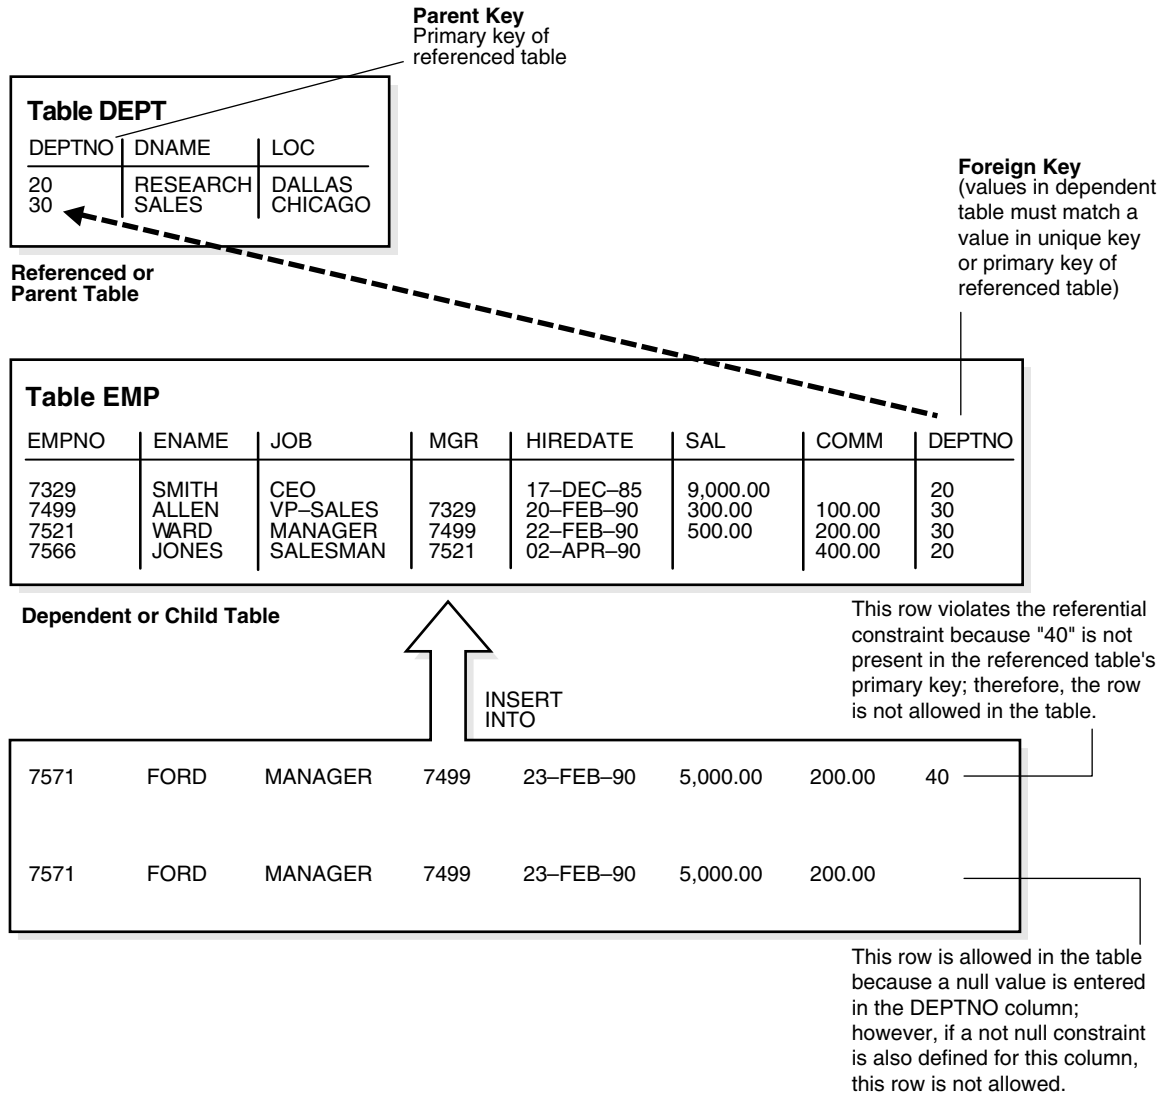 Parent Key
Primary key of
referenced table
Table DEPT
DEPTNO DNAME LOC
20 RESEARCH DALLAS
30 SALES CHICAGO
Referenced or
Parent Table
Foreign Key
(values in dependent
table must match a
value in unique key
or primary key of
referenced table)
Table EMP
EMPNO ENAME JOB MGR HIREDATE SAL COMM DEPTNO
7329 SMITH CEO 17–DEC–85 9,000.00 20
7499 ALLEN VP–SALES 7329 20–FEB–90 300.00 100.00 30
7521 WARD MANAGER 7499 22–FEB–90 500.00 200.00 30
7566 JONES SALESMAN 7521 02–APR–90 400.00 20
Dependent or Child Table
This row violates the referential
constraint because "40" is not
present in the referenced table's
primary key; therefore, the row
is not allowed in the table.
INSERT
INTO
7571 FORD MANAGER 7499 23–FEB–90 5,000.00 200.00 40
7571 FORD MANAGER 7499 23–FEB–90 5,000.00 200.00
This row is allowed in the table
because a null value is entered
in the DEPTNO column;
however, if a not null constraint
is also defined for this column,
this row is not allowed.